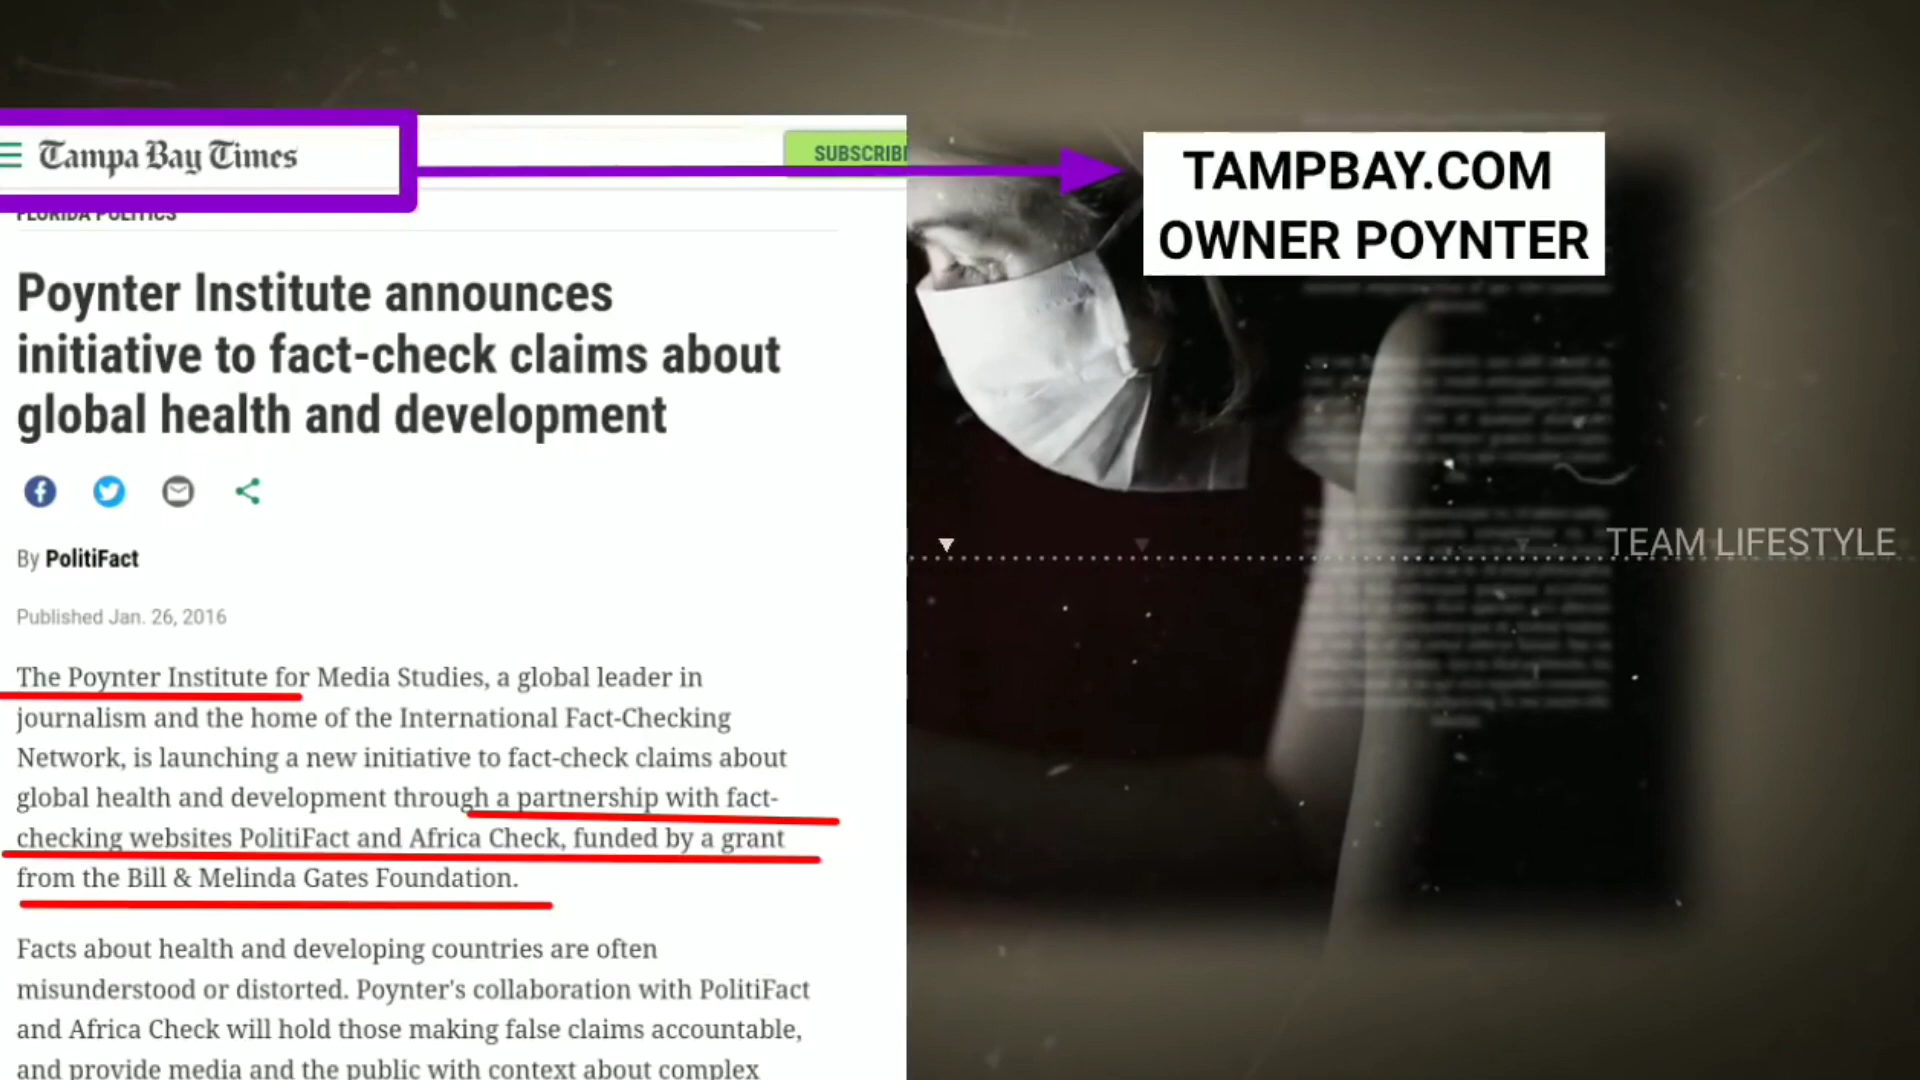 Tampa Bay Times
SUBSCRIBE
TAMPBAY.COM
OWNER POYNTER
FLORIDA POLITICS
Poynter Institute announces
initiative to fact-check claims about
global health and development
By PolitiFact
Published Jan. 26, 2016
The Poynter Institute for Media Studies, a global leader in
journalism and the home of the International Fact-Checking
Network, is launching a new initiative to fact-check claims about
global health and development through a partnership with fact-
checking websites PolitiFact and Africa Check, funded by a grant
from the Bill & Melinda Gates Foundation.
Facts about health and developing countries are often
misunderstood or distorted. Poynter's collaboration with PolitiFact
and Africa Check will hold those making false claims accountable,
and provide media and the public with context about complex
TEAM LIFESTYLE